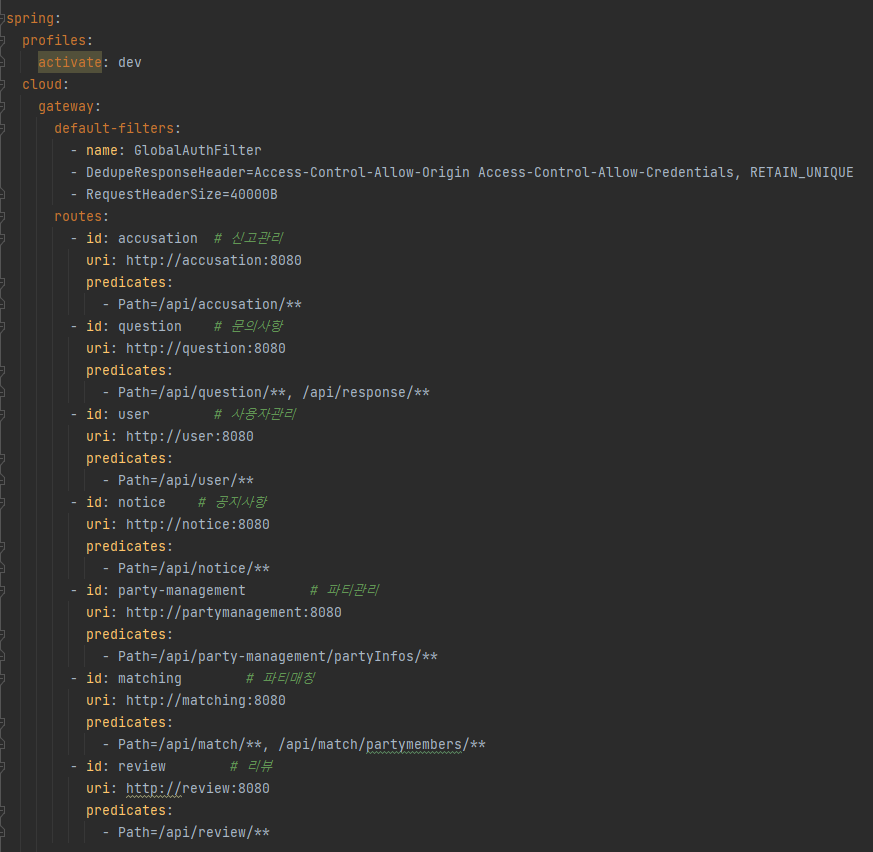 spring:
profiles:
activate: dev
cloud:
gateway:
default-filters:
- name: GlobalAuthFilter
- DedupeResponseHeader=Access-Control-Allow-Origin Access-Control-Allow-Credentials, RETAIN_UNIQUE
- RequestHeaderSize=40000B
routes:
- id: accusation # 신고관리
uri: http://accusation:8080
predicates:
- Path=/api/accusation/**
- id: question # 문의사항
uri: http://question:8080
predicates:
- Path=/api/question/**, /api/response/**
- id: user # 사용자관리
uri: http://user:8080
predicates:
- Path=/api/user/**
- id: notice # 공지사항
uri: http://notice:8080
predicates:
- Path=/api/notice/**
- id: party-management # 파티관리
uri: http://partymanagement:8080
predicates:
- Path=/api/party-management/partyInfos/**
- id: matching # 파티매칭
uri: http://matching:8080
predicates:
- Path=/api/match/**, /api/match/partymembers/**
- id: review # 리뷰
uri: http://review:8080
predicates:
- Path=/api/review/**